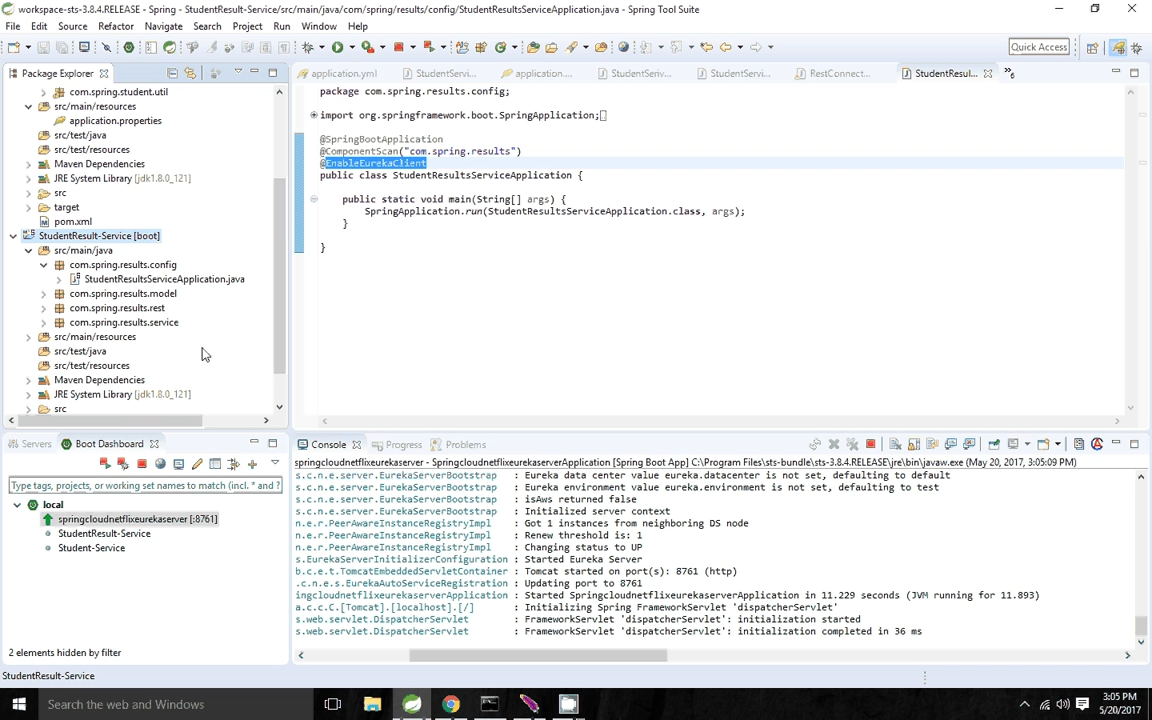 workspace-sts-3.8.4.RELEASE - Spring - StudentResult-Service/src/main/java/com/spring/results/config/StudentResultsServiceApplication.java - Spring Tool Suite
File Edit Source Refactor Navigate Search Project Run Window Help
Quick Access
Package Explorer
application.yml StudentServi... application.... StudentSeriv... StudentServi... RestConnect... StudentResul... »6
com.spring.student.util
src/main/resources
application.properties
src/test/java
src/test/resources
Maven Dependencies
JRE System Library [jdk1.8.0_121]
src
target
pom.xml
StudentResult-Service [boot]
src/main/java
com.spring.results.config
StudentResultsServiceApplication.java
com.spring.results.model
com.spring.results.rest
com.spring.results.service
src/main/resources
src/test/java
src/test/resources
Maven Dependencies
JRE System Library [jdk1.8.0_121]
src
package com.spring.results.config;
import org.springframework.boot.SpringApplication;
@SpringBootApplication
@ComponentScan("com.spring.results")
@EnableEurekaClient
public class StudentResultsServiceApplication {
public static void main(String[] args) {
SpringApplication.run(StudentResultsServiceApplication.class, args);
}
}
Servers Boot Dashboard
Type tags, projects, or working set names to match (incl. * and ?
local
springcloudnetflixeurekaserver [:8761]
StudentResult-Service
Student-Service
2 elements hidden by filter
StudentResult-Service
Console Progress Problems
springcloudnetflixeurekaserver - SpringcloudnetflixeurekaserverApplication [Spring Boot App] C:\Program Files\sts-bundle\sts-3.8.4.RELEASE\jre\bin\javaw.exe (May 20, 2017, 3:05:09 PM)
s.c.n.e.server.EurekaServerBootstrap : Eureka data center value eureka.datacenter is not set, defaulting to default
s.c.n.e.server.EurekaServerBootstrap : Eureka environment value eureka.environment is not set, defaulting to test
s.c.n.e.server.EurekaServerBootstrap : isAws returned false
s.c.n.e.server.EurekaServerBootstrap : Initialized server context
n.e.r.PeerAwareInstanceRegistryImpl : Got 1 instances from neighboring DS node
n.e.r.PeerAwareInstanceRegistryImpl : Renew threshold is: 1
n.e.r.PeerAwareInstanceRegistryImpl : Changing status to UP
s.EurekaServerInitializerConfiguration : Started Eureka Server
b.c.e.t.TomcatEmbeddedServletContainer : Tomcat started on port(s): 8761 (http)
.c.n.e.s.EurekaAutoServiceRegistration : Updating port to 8761
ingcloudnetflixeurekaserverApplication : Started SpringcloudnetflixeurekaserverApplication in 11.229 seconds (JVM running for 11.893)
a.c.c.C.[Tomcat].[localhost].[/] : Initializing Spring FrameworkServlet 'dispatcherServlet'
s.web.servlet.DispatcherServlet : FrameworkServlet 'dispatcherServlet': initialization started
s.web.servlet.DispatcherServlet : FrameworkServlet 'dispatcherServlet': initialization completed in 36 ms
Search the web and Windows
3:05 PM
5/20/2017